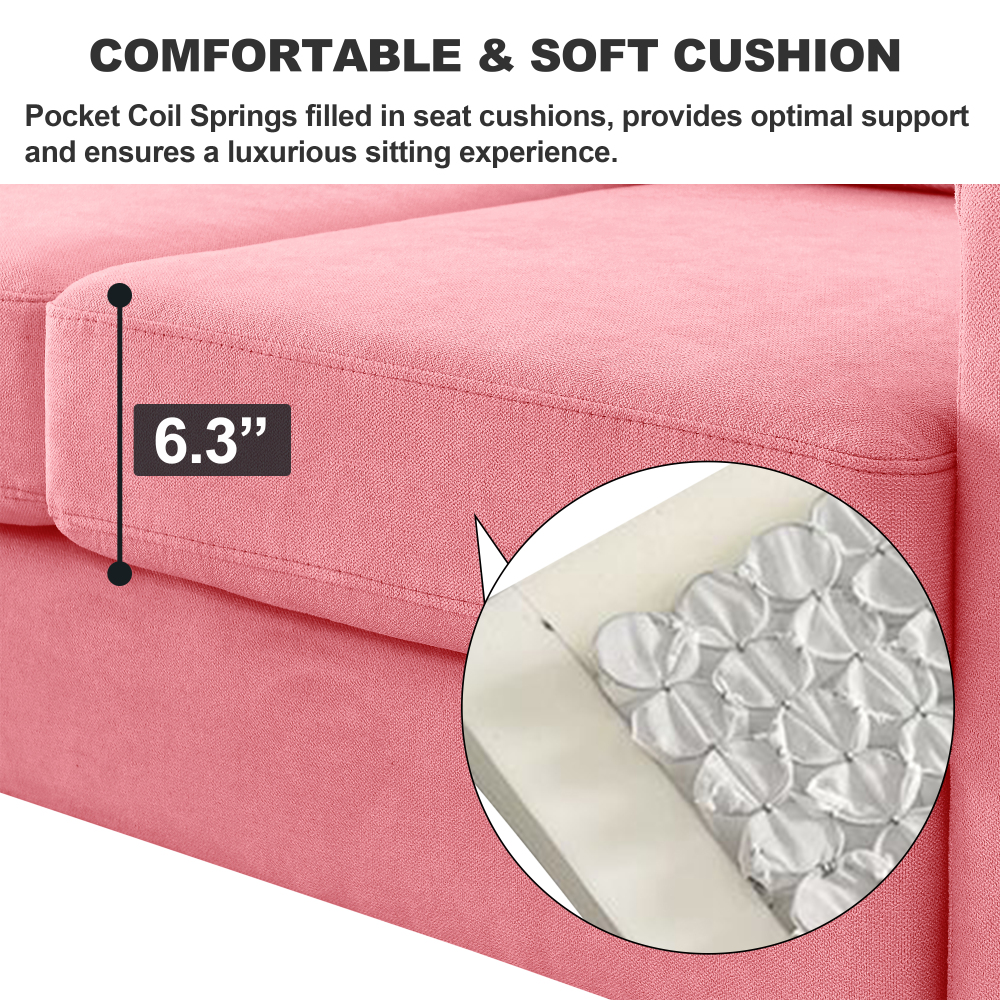 COMFORTABLE & SOFT CUSHION
Pocket Coil Springs filled in seat cushions, provides optimal support
and ensures a luxurious sitting experience.
6.3”